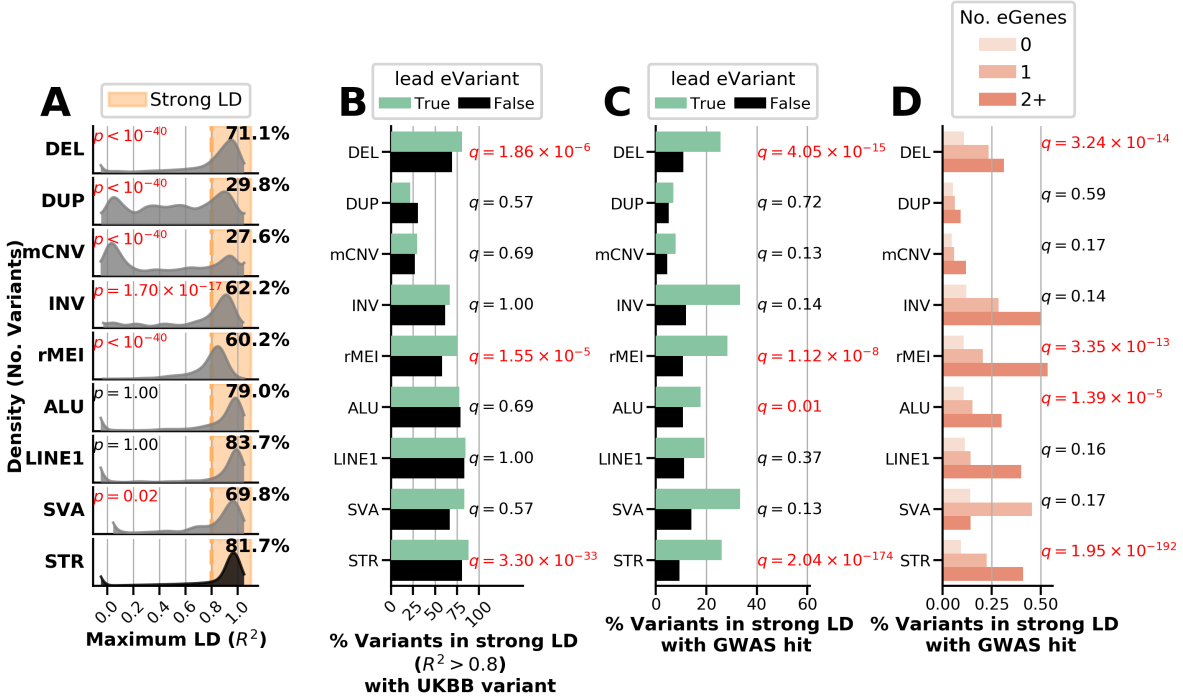 A
Strong LD
Density (No. Variants)
DEL
p < 10^-40
71.1%
DUP
p < 10^-40
29.8%
mCNV
p < 10^-40
27.6%
INV
p = 1.70 × 10^-17
62.2%
rMEI
p < 10^-40
60.2%
ALU
p = 1.00
79.0%
LINE1
p = 1.00
83.7%
SVA
p = 0.02
69.8%
STR
81.7%
0.0 0.2 0.4 0.6 0.8 1.0
Maximum LD (R²)
B
lead eVariant
True False
DEL
q = 1.86 × 10^-6
DUP
q = 0.57
mCNV
q = 0.69
INV
q = 1.00
rMEI
q = 1.55 × 10^-5
ALU
q = 0.69
LINE1
q = 1.00
SVA
q = 0.57
STR
q = 3.30 × 10^-33
0 25 50 75 100
% Variants in strong LD
(R² > 0.8)
with UKBB variant
C
lead eVariant
True False
DEL
q = 4.05 × 10^-15
DUP
q = 0.72
mCNV
q = 0.13
INV
q = 0.14
rMEI
q = 1.12 × 10^-8
ALU
q = 0.01
LINE1
q = 0.37
SVA
q = 0.13
STR
q = 2.04 × 10^-174
0 20 40 60
% Variants in strong LD
with GWAS hit
D
No. eGenes
0
1
2+
DEL
q = 3.24 × 10^-14
DUP
q = 0.59
mCNV
q = 0.17
INV
q = 0.14
rMEI
q = 3.35 × 10^-13
ALU
q = 1.39 × 10^-5
LINE1
q = 0.16
SVA
q = 0.17
STR
q = 1.95 × 10^-192
0.00 0.25 0.50
% Variants in strong LD
with GWAS hit